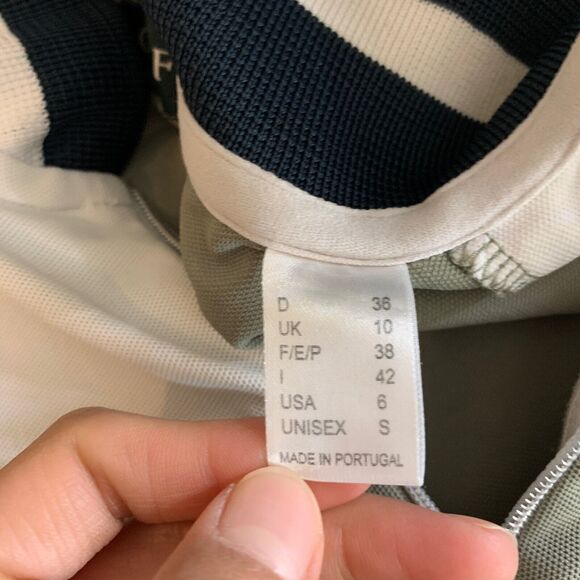 F
D 36
UK 10
F/E/P 38
I 42
USA 6
UNISEX S
MADE IN PORTUGAL